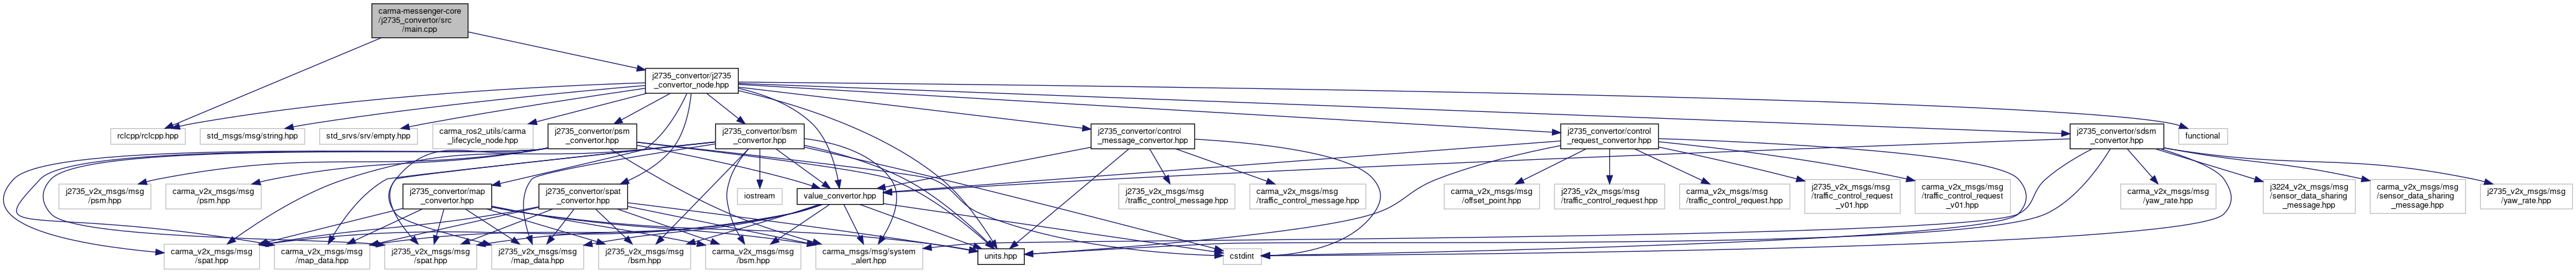 carma-messenger-core
/j2735_convertor/src
/main.cpp
j2735_convertor/j2735
_convertor_node.hpp
rclcpp/rclcpp.hpp
std_msgs/msg/string.hpp
std_srvs/srv/empty.hpp
carma_ros2_utils/carma
_lifecycle_node.hpp
j2735_convertor/psm
_convertor.hpp
j2735_convertor/bsm
_convertor.hpp
j2735_convertor/control
_message_convertor.hpp
j2735_convertor/control
_request_convertor.hpp
j2735_convertor/sdsm
_convertor.hpp
functional
j2735_v2x_msgs/msg
/psm.hpp
carma_v2x_msgs/msg
/psm.hpp
j2735_convertor/map
_convertor.hpp
j2735_convertor/spat
_convertor.hpp
iostream
value_convertor.hpp
j2735_v2x_msgs/msg
/traffic_control_message.hpp
carma_v2x_msgs/msg
/traffic_control_message.hpp
carma_v2x_msgs/msg
/offset_point.hpp
j2735_v2x_msgs/msg
/traffic_control_request.hpp
carma_v2x_msgs/msg
/traffic_control_request.hpp
j2735_v2x_msgs/msg
/traffic_control_request
_v01.hpp
carma_v2x_msgs/msg
/traffic_control_request
_v01.hpp
carma_v2x_msgs/msg
/yaw_rate.hpp
j3224_v2x_msgs/msg
/sensor_data_sharing
_message.hpp
carma_v2x_msgs/msg
/sensor_data_sharing
_message.hpp
j2735_v2x_msgs/msg
/yaw_rate.hpp
carma_v2x_msgs/msg
/spat.hpp
carma_v2x_msgs/msg
/map_data.hpp
j2735_v2x_msgs/msg
/spat.hpp
j2735_v2x_msgs/msg
/map_data.hpp
j2735_v2x_msgs/msg
/bsm.hpp
carma_v2x_msgs/msg
/bsm.hpp
carma_msgs/msg/system
_alert.hpp
units.hpp
cstdint